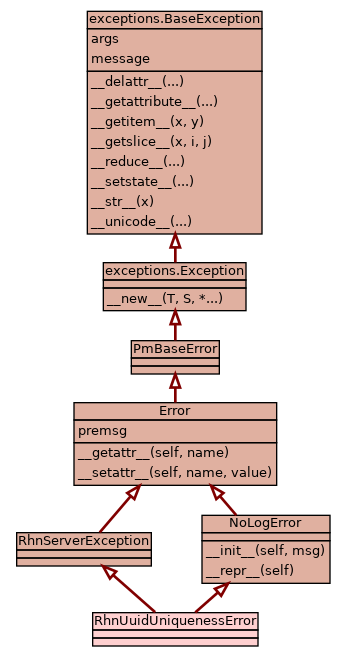 exceptions.BaseException
args
message
__delattr__(...)
__getattribute__(...)
__getitem__(x, y)
__getslice__(x, i, j)
__reduce__(...)
__setstate__(...)
__str__(x)
__unicode__(...)
exceptions.Exception
__new__(T, S, *...)
PmBaseError
Error
premsg
__getattr__(self, name)
__setattr__(self, name, value)
RhnServerException
NoLogError
__init__(self, msg)
__repr__(self)
RhnUuidUniquenessError